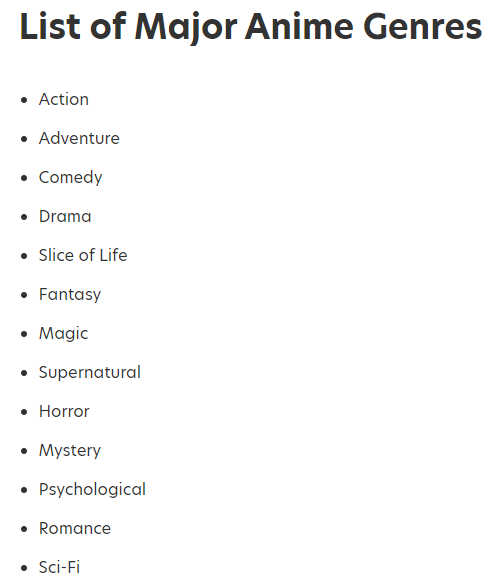 List of Major Anime Genres
Action
Adventure
Comedy
Drama
Slice of Life
Fantasy
Magic
Supernatural
Horror
Mystery
Psychological
Romance
Sci-Fi